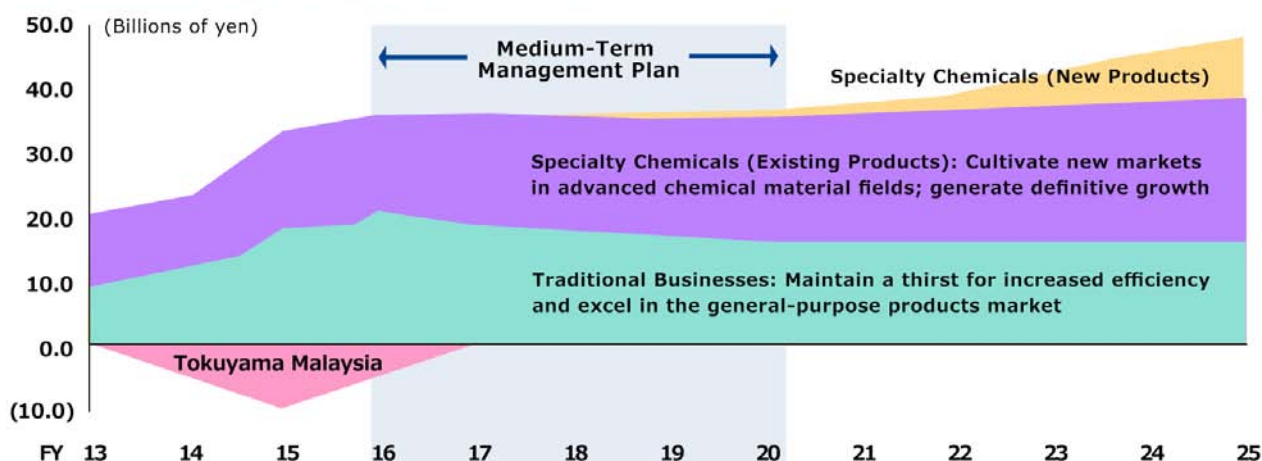 50.0
(Billions of yen)
Medium-Term
Management Plan
40.0
Specialty Chemicals (New Products)
30.0
Specialty Chemicals (Existing Products): Cultivate new markets
in advanced chemical material fields; generate definitive growth
20.0
10.0
Traditional Businesses: Maintain a thirst for increased efficiency
and excel in the general-purpose products market
0.0
Tokuyama Malaysia
(10.0)
FY 13 14 15 16 17 18 19 20 21 22 23 24 25